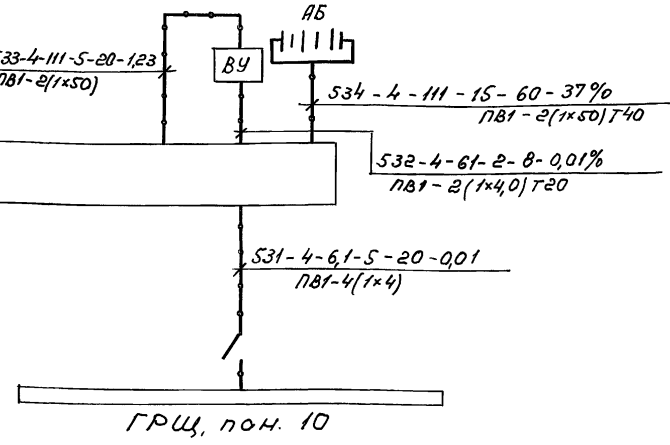 АБ
533-4-111-5-20-1,23
ПВ1-2(1×50)
ВУ
534-4-111-15-60-37%
ПВ1-2(1×50)Т40
532-4-61-2-8-0,01%
ПВ1-2(1×4,0)Т20
531-4-6,1-5-20-0,01
ПВ1-4(1×4)
ГРЩ, пан. 10